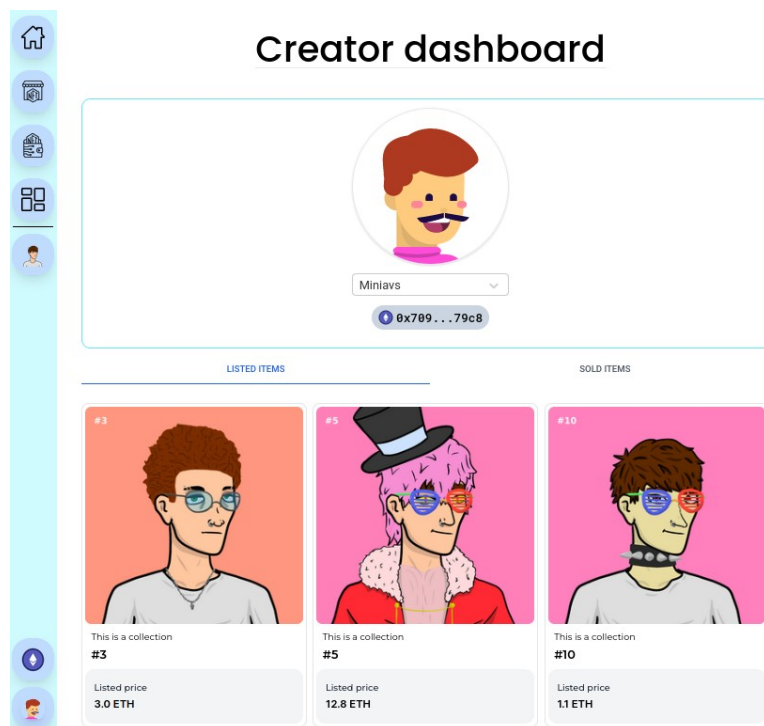 Creator dashboard
Miniavs
0x709...79c8
LISTED ITEMS
SOLD ITEMS
#3
#5
#10
This is a collection
This is a collection
This is a collection
#3
#5
#10
Listed price
Listed price
Listed price
3.0 ETH
12.8 ETH
1.1 ETH